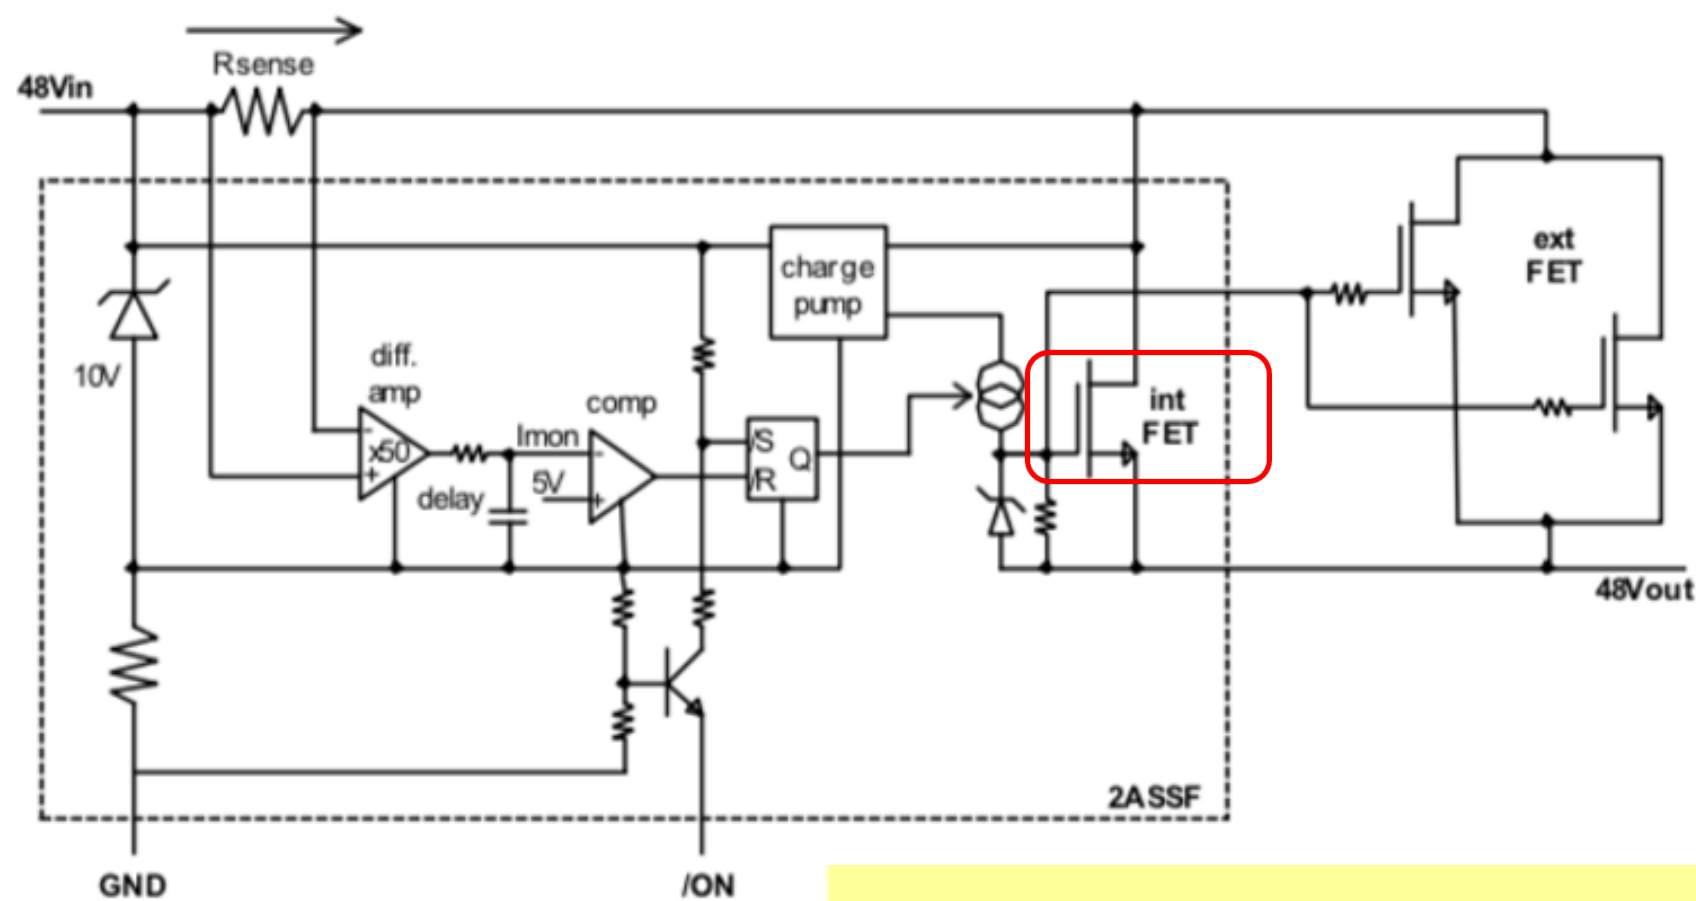 Rsense
48Vin
charge
pump
ext
FET
10V
diff.
amp
x50
-
+
delay
Imon
comp
5V
-
+
/S
/R
Q
int
FET
48Vout
2ASSF
GND
/ON